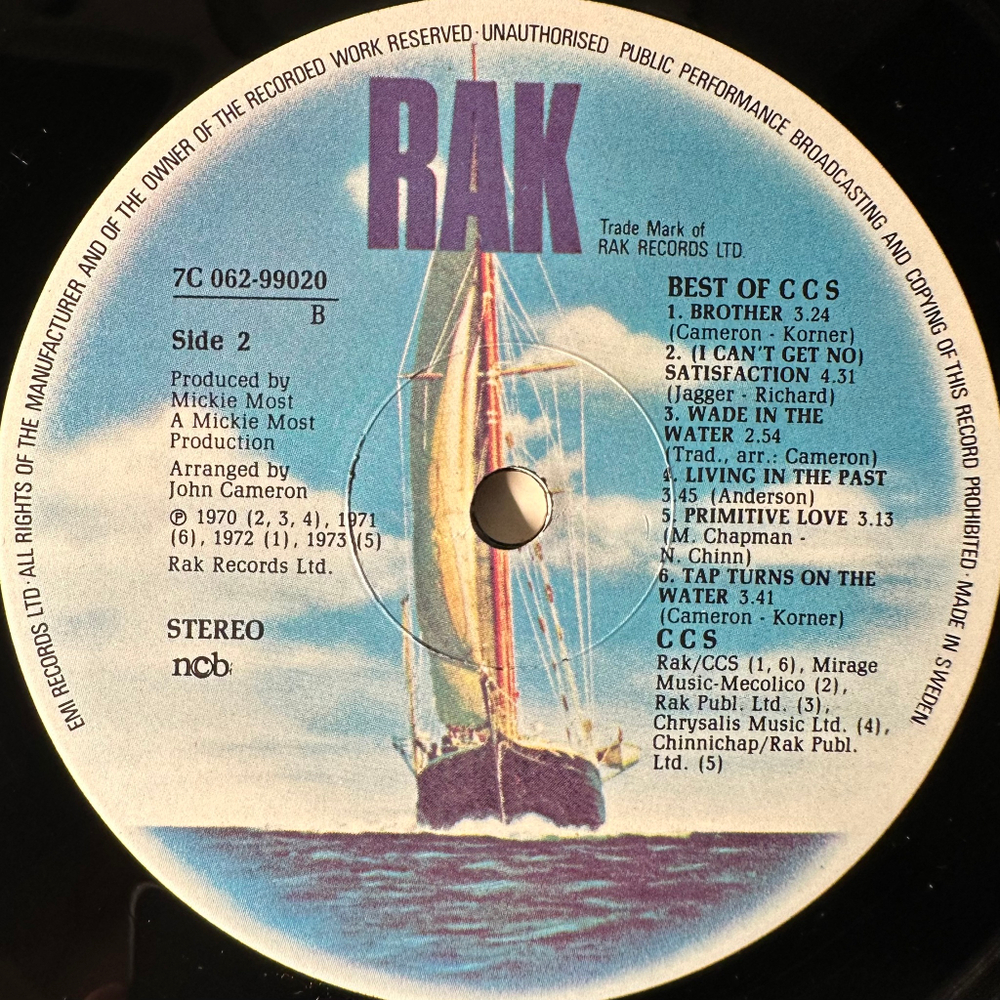 EMI RECORDS LTD · ALL RIGHTS OF THE MANUFACTURER AND OF THE OWNER OF THE RECORDED WORK RESERVED · UNAUTHORISED PUBLIC PERFORMANCE BROADCASTING AND COPYING OF THIS RECORD PROHIBITED · MADE IN SWEDEN
RAK
Trade Mark of
RAK RECORDS LTD.
7C 062-99020
B
Side 2
Produced by
Mickie Most
A Mickie Most
Production
Arranged by
John Cameron
℗ 1970 (2, 3, 4), 1971
(6), 1972 (1), 1973 (5)
Rak Records Ltd.
STEREO
ncb
BEST OF C C S
1. BROTHER 3.24
(Cameron - Korner)
2. (I CAN'T GET NO)
SATISFACTION 4.31
(Jagger - Richard)
3. WADE IN THE
WATER 2.54
(Trad., arr.: Cameron)
4. LIVING IN THE PAST
3.45 (Anderson)
5. PRIMITIVE LOVE 3.13
(M. Chapman -
N. Chinn)
6. TAP TURNS ON THE
WATER 3.41
(Cameron - Korner)
C C S
Rak/CCS (1, 6), Mirage
Music-Mecolico (2),
Rak Publ. Ltd. (3),
Chrysalis Music Ltd. (4),
Chinnichap/Rak Publ.
Ltd. (5)